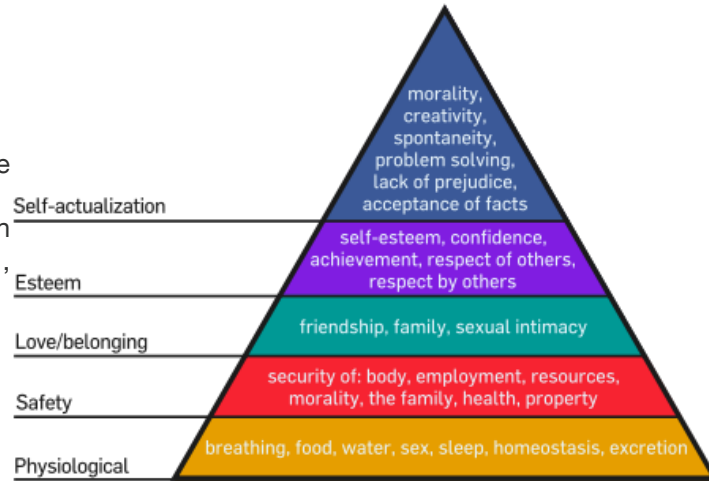 morality,
creativity,
spontaneity,
problem solving,
lack of prejudice,
acceptance of facts
e
Self-actualization
n
self-esteem, confidence,
achievement, respect of others,
respect by others
,
Esteem
friendship, family, sexual intimacy
Love/belonging
security of: body, employment, resources,
morality, the family, health, property
Safety
breathing, food, water, sex, sleep, homeostasis, excretion
Physiological